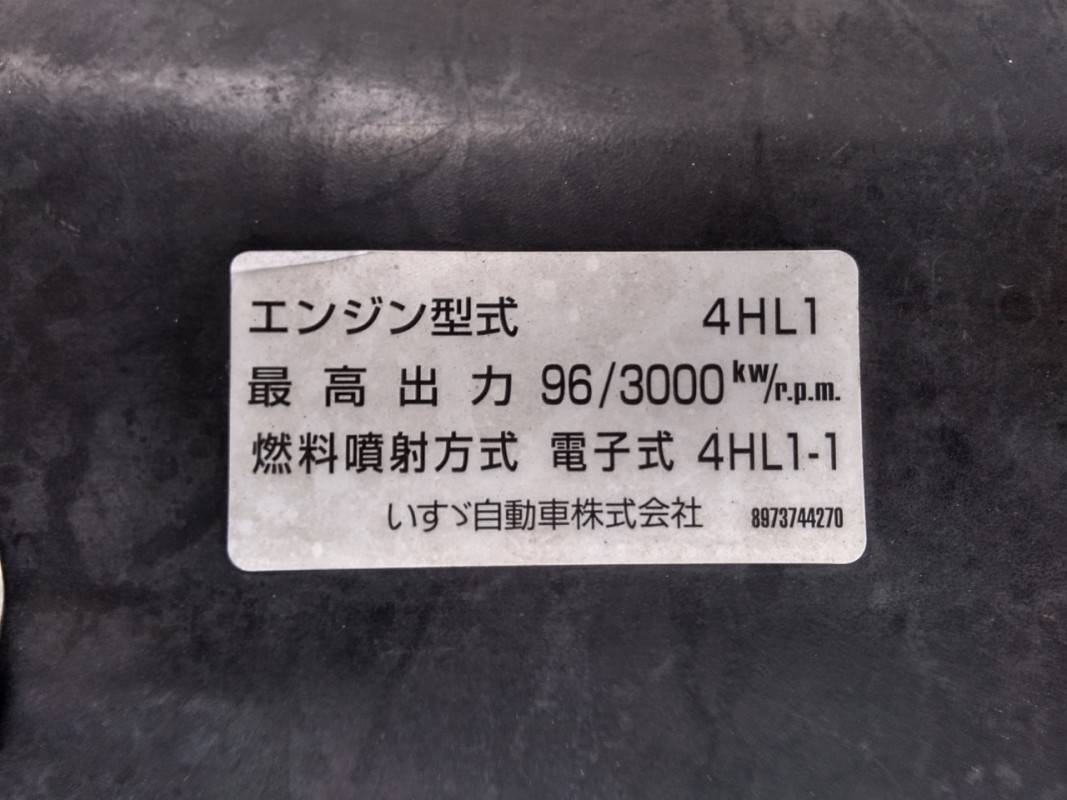 エンジン型式 4HL1
最高出力 96/3000 kw/r.p.m.
燃料噴射方式 電子式 4HL1-1
いすゞ自動車株式会社 8973744270